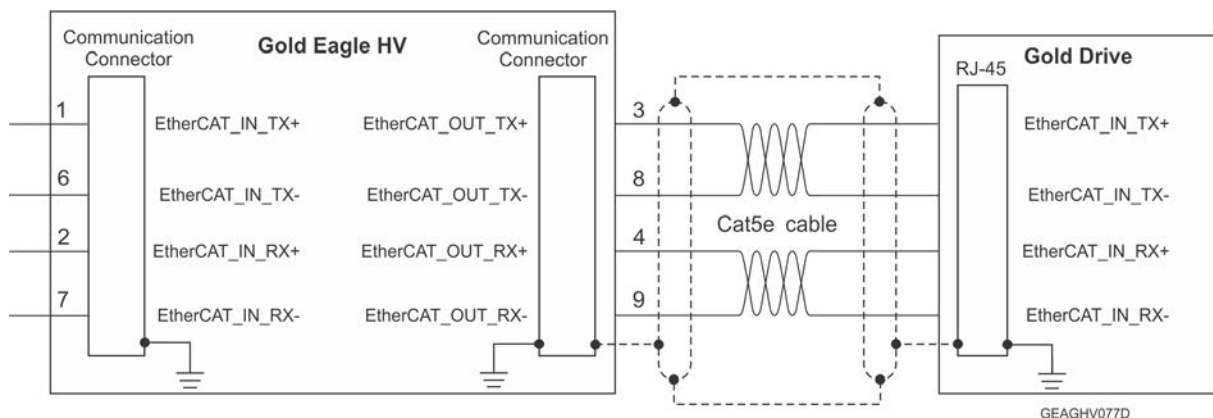 Communication
Connector
Gold Eagle HV
Communication
Connector
Gold Drive
RJ-45
1
EtherCAT_IN_TX+
EtherCAT_OUT_TX+
3
EtherCAT_IN_TX+
6
EtherCAT_IN_TX-
EtherCAT_OUT_TX-
8
EtherCAT_IN_TX-
Cat5e cable
2
EtherCAT_IN_RX+
EtherCAT_OUT_RX+
4
EtherCAT_IN_RX+
7
EtherCAT_IN_RX-
EtherCAT_OUT_RX-
9
EtherCAT_IN_RX-
GEAGHV077D